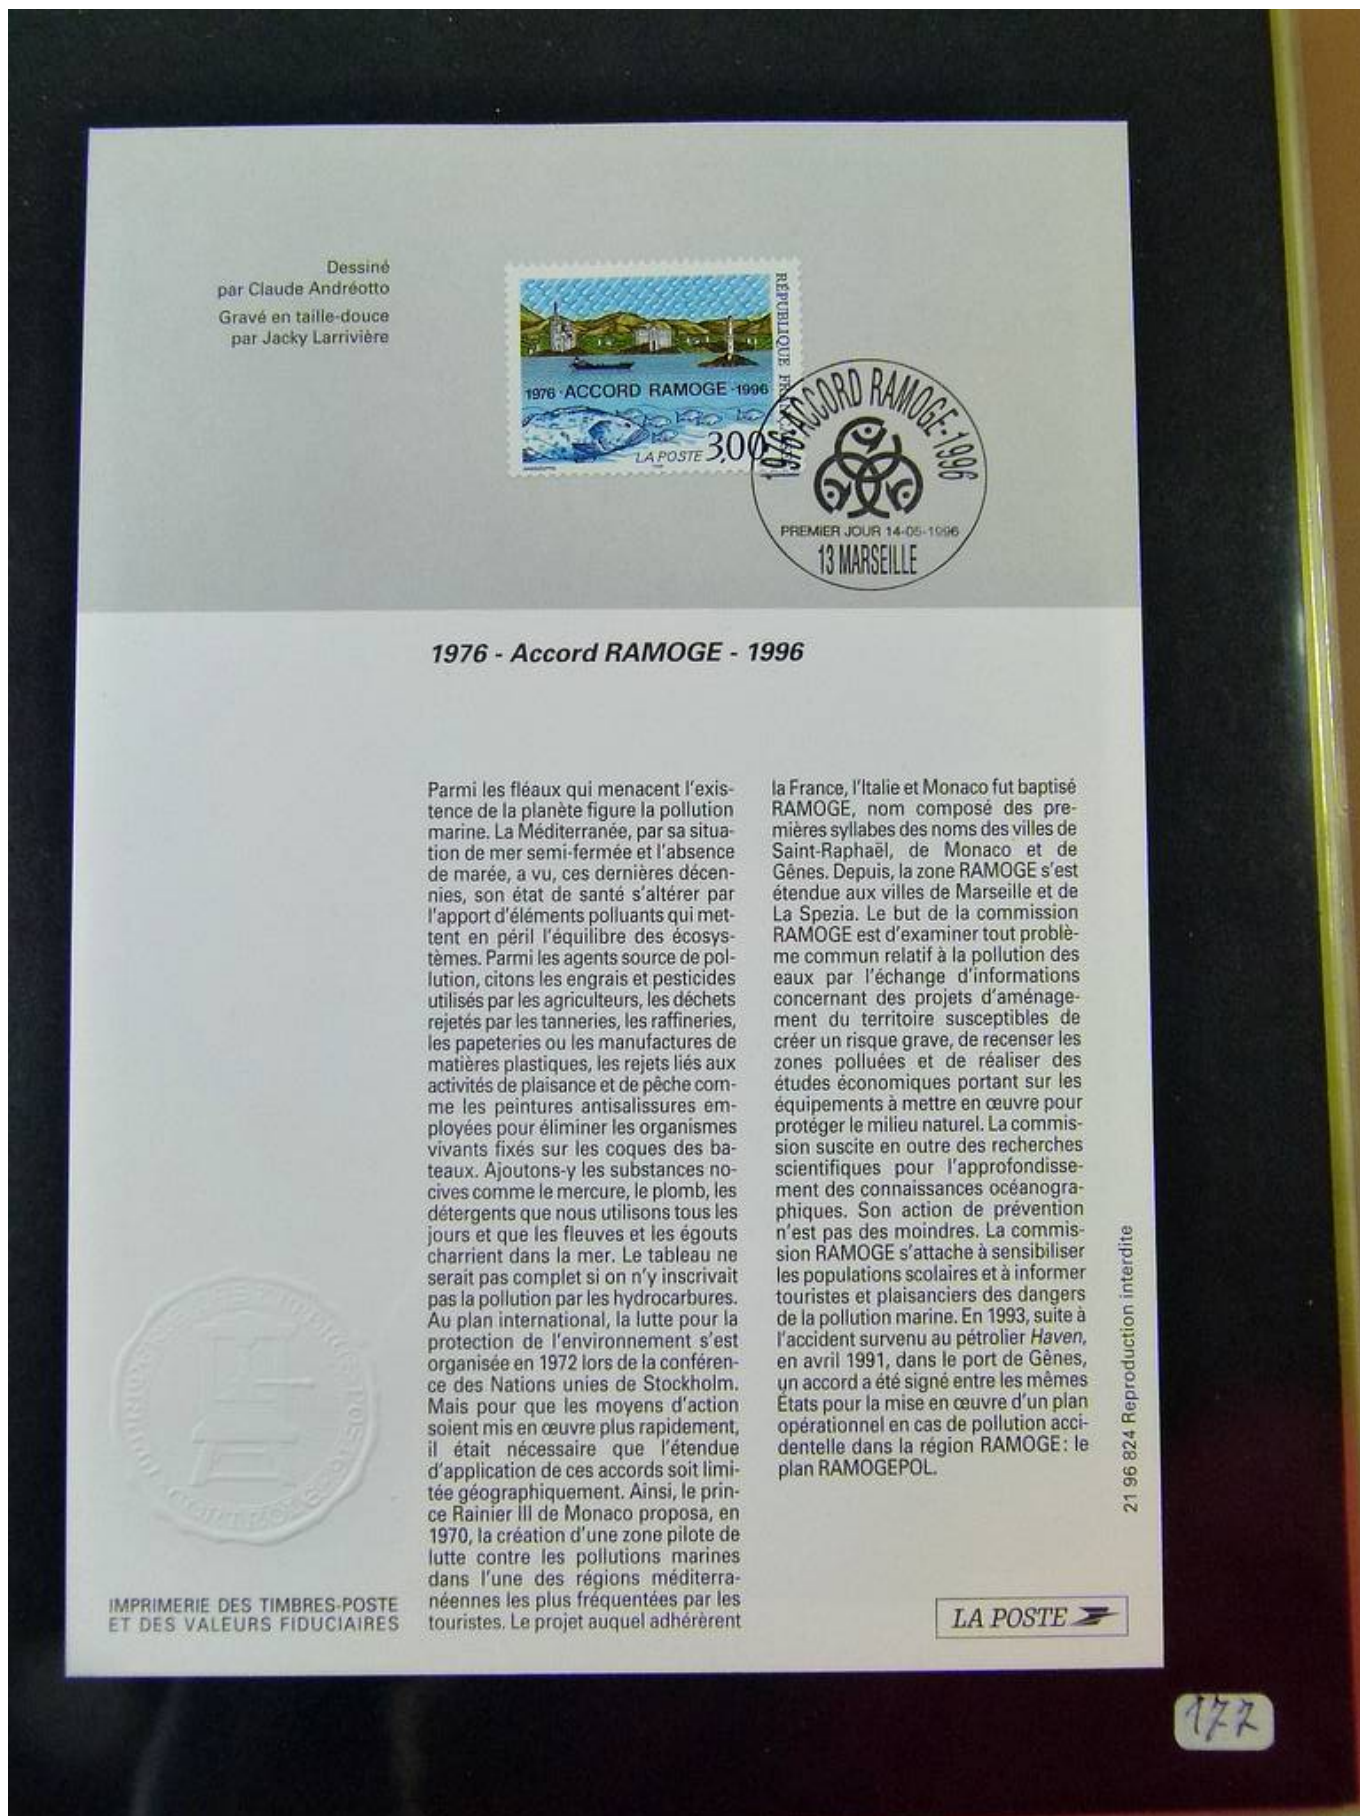 Dessiné
par Claude Andréotto
Gravé en taille-douce
par Jacky Larrivière
RÉPUBLIQUE
1976 · ACCORD RAMOGE · 1996
LA POSTE 3,00
1976 · ACCORD RAMOGE · 1996
PREMIER JOUR 14-05-1996
13 MARSEILLE
1976 - Accord RAMOGE - 1996
Parmi les fléaux qui menacent l'exis-
tence de la planète figure la pollution
marine. La Méditerranée, par sa situa-
tion de mer semi-fermée et l'absence
de marée, a vu, ces dernières décen-
nies, son état de santé s'altérer par
l'apport d'éléments polluants qui met-
tent en péril l'équilibre des écosys-
tèmes. Parmi les agents source de pol-
lution, citons les engrais et pesticides
utilisés par les agriculteurs, les déchets
rejetés par les tanneries, les raffineries,
les papeteries ou les manufactures de
matières plastiques, les rejets liés aux
activités de plaisance et de pêche com-
me les peintures antisalissures em-
ployées pour éliminer les organismes
vivants fixés sur les coques des ba-
teaux. Ajoutons-y les substances no-
cives comme le mercure, le plomb, les
détergents que nous utilisons tous les
jours et que les fleuves et les égouts
charrient dans la mer. Le tableau ne
serait pas complet si on n'y inscrivait
pas la pollution par les hydrocarbures.
Au plan international, la lutte pour la
protection de l'environnement s'est
organisée en 1972 lors de la conféren-
ce des Nations unies de Stockholm.
Mais pour que les moyens d'action
soient mis en œuvre plus rapidement,
il était nécessaire que l'étendue
d'application de ces accords soit limi-
tée géographiquement. Ainsi, le prin-
ce Rainier III de Monaco proposa, en
1970, la création d'une zone pilote de
lutte contre les pollutions marines
dans l'une des régions méditerra-
néennes les plus fréquentées par les
touristes. Le projet auquel adhérèrent
la France, l'Italie et Monaco fut baptisé
RAMOGE, nom composé des pre-
mières syllabes des noms des villes de
Saint-Raphaël, de Monaco et de
Gênes. Depuis, la zone RAMOGE s'est
étendue aux villes de Marseille et de
La Spezia. Le but de la commission
RAMOGE est d'examiner tout problè-
me commun relatif à la pollution des
eaux par l'échange d'informations
concernant des projets d'aménage-
ment du territoire susceptibles de
créer un risque grave, de recenser les
zones polluées et de réaliser des
études économiques portant sur les
équipements à mettre en œuvre pour
protéger le milieu naturel. La commis-
sion suscite en outre des recherches
scientifiques pour l'approfondisse-
ment des connaissances océanogra-
phiques. Son action de prévention
n'est pas des moindres. La commis-
sion RAMOGE s'attache à sensibiliser
les populations scolaires et à informer
touristes et plaisanciers des dangers
de la pollution marine. En 1993, suite à
l'accident survenu au pétrolier Haven,
en avril 1991, dans le port de Gênes,
un accord a été signé entre les mêmes
États pour la mise en œuvre d'un plan
opérationnel en cas de pollution acci-
dentelle dans la région RAMOGE : le
plan RAMOGEPOL.
21 96 824 Reproduction interdite
IMPRIMERIE DES TIMBRES-POSTE
ET DES VALEURS FIDUCIAIRES
LA POSTE
177